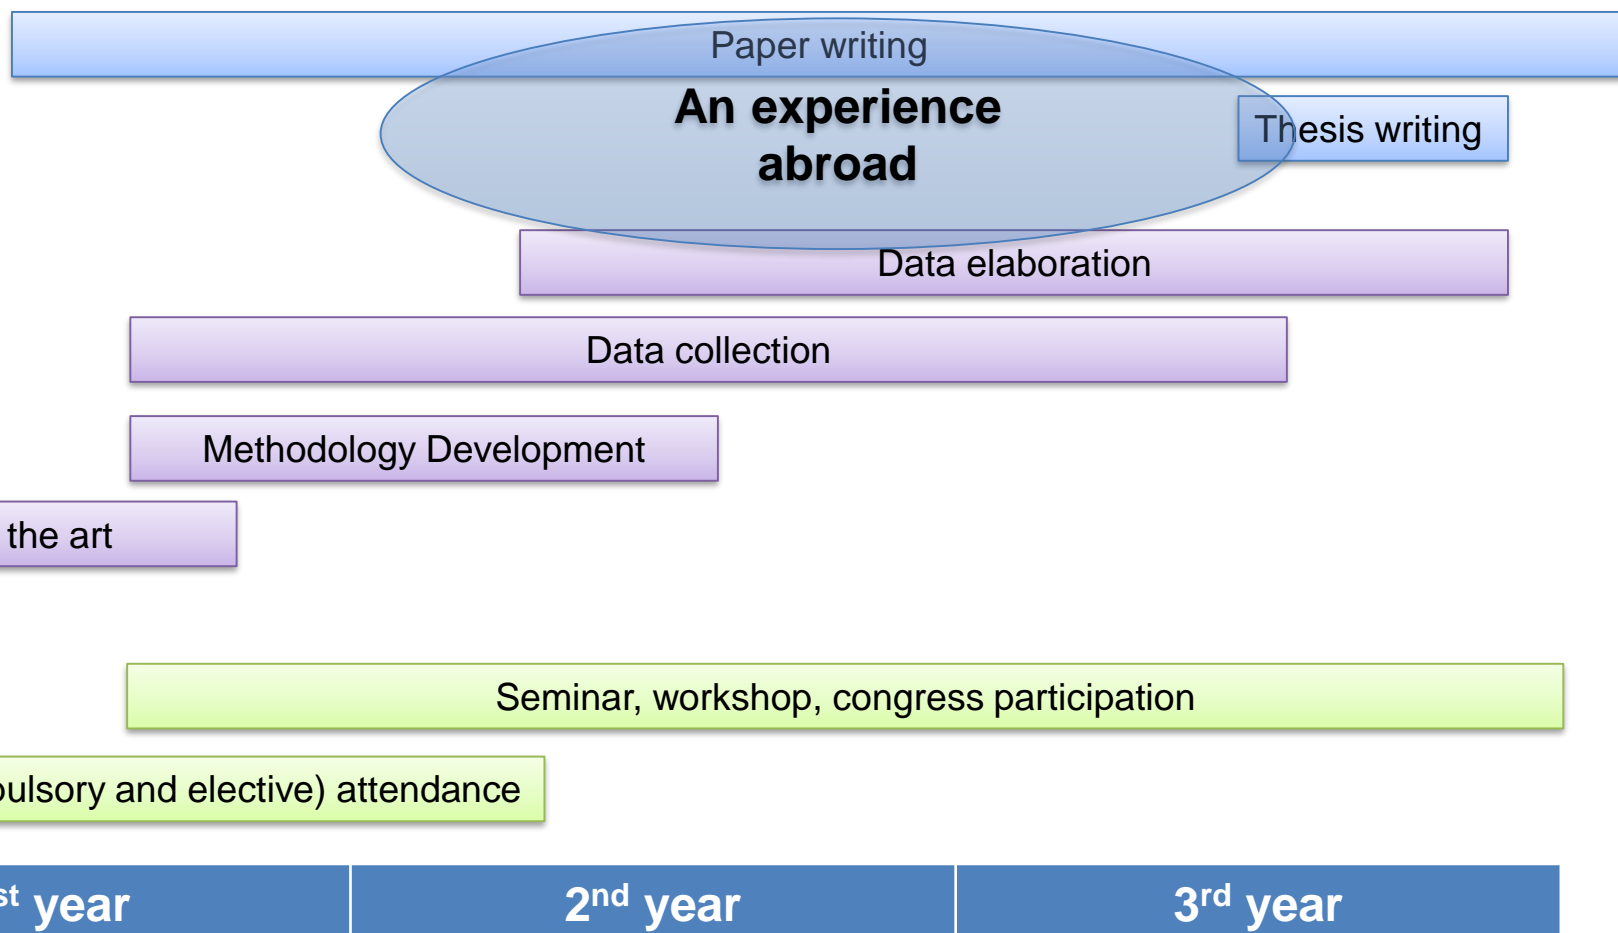 Paper writing
An experience
abroad
Thesis writing
Data elaboration
Data collection
Methodology Development
the art
Seminar, workshop, congress participation
pulsory and elective) attendance
st year
2nd year
3rd year